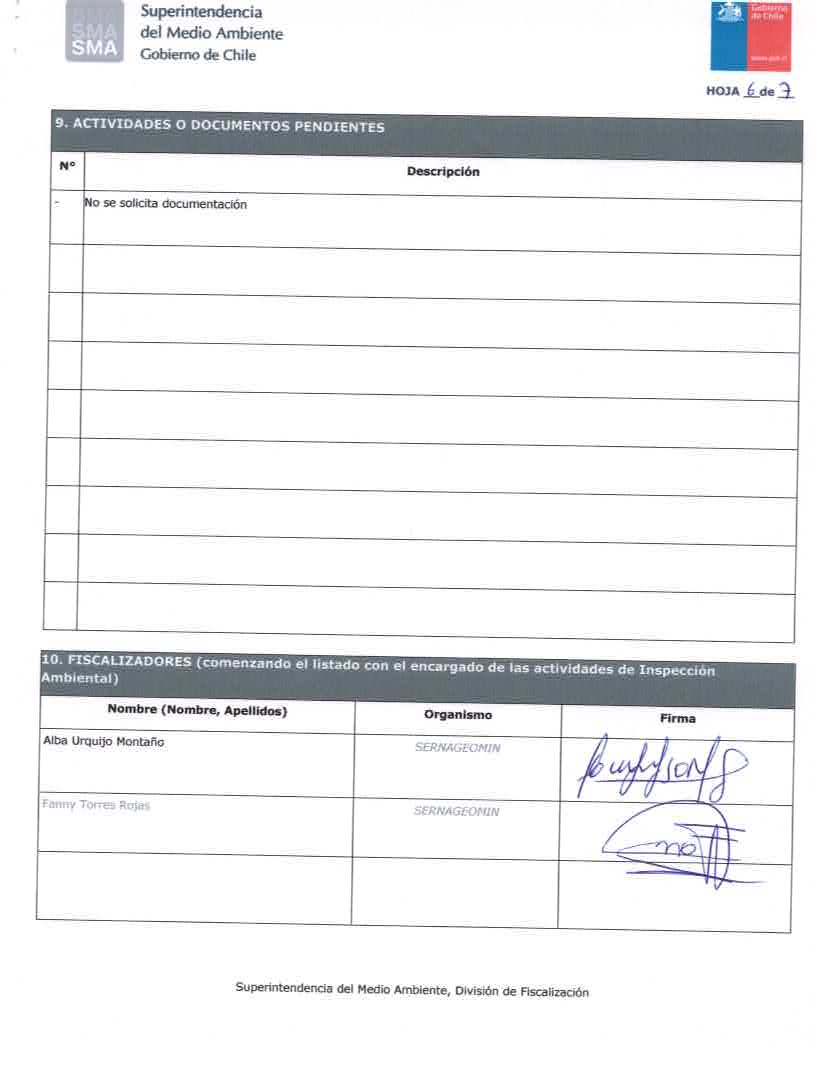 SMA
SMA
Superintendencia
del Medio Ambiente
Gobierno de Chile
Gobierno
de Chile
www.gob.cl
HOJA 6 de 7
9. ACTIVIDADES O DOCUMENTOS PENDIENTES
N° Descripción
- No se solicita documentación
10. FISCALIZADORES (comenzando el listado con el encargado de las actividades de Inspección
Ambiental)
Nombre (Nombre, Apellidos) Organismo Firma
Alba Urquijo Montaño SERNAGEOMIN
Fanny Torres Rojas SERNAGEOMIN
Superintendencia del Medio Ambiente, División de Fiscalización